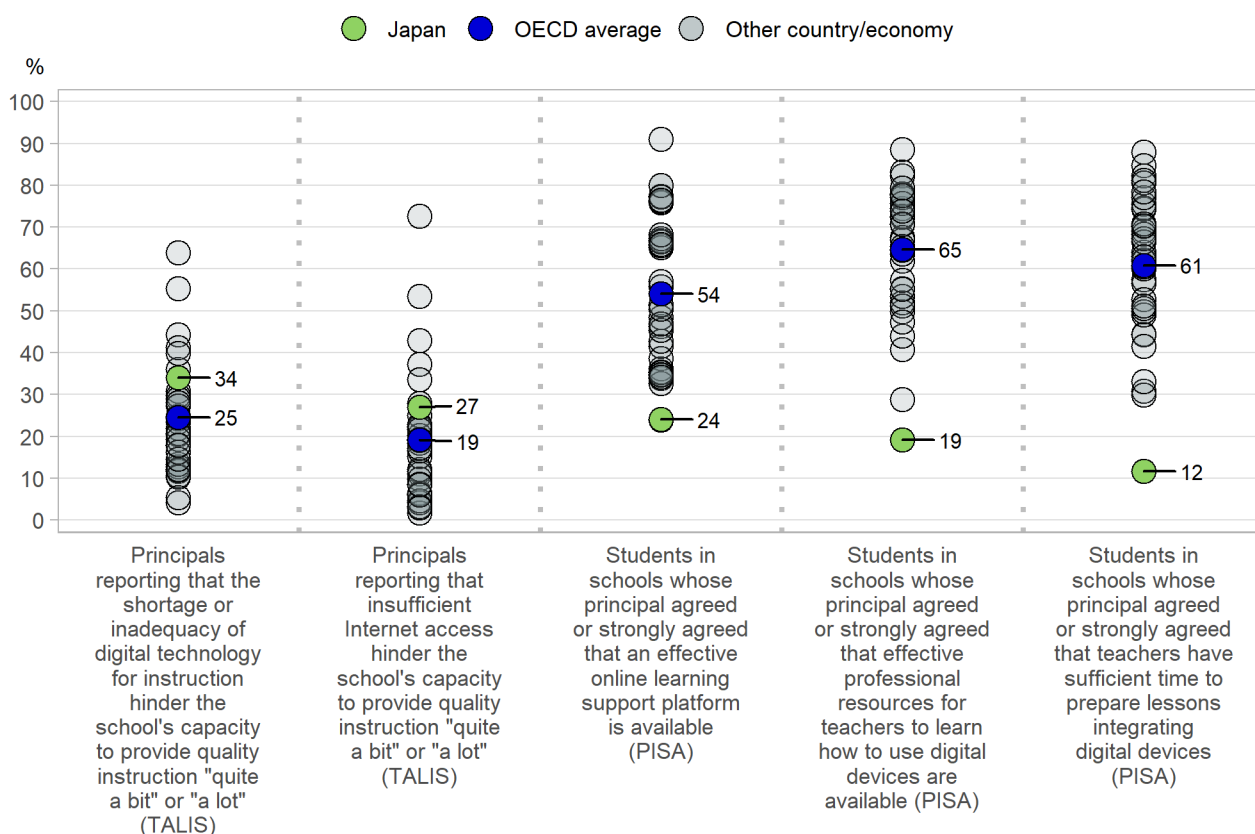 Japan OECD average Other country/economy
%
100
90
80
70
60
50
40
30
20
10
0
34
25
27
19
54
24
65
19
61
12
Principals
reporting that the
shortage or
inadequacy of
digital technology
for instruction
hinder the
school's capacity
to provide quality
instruction "quite
a bit" or "a lot"
(TALIS)
Principals
reporting that
insufficient
Internet access
hinder the
school's capacity
to provide quality
instruction "quite
a bit" or "a lot"
(TALIS)
Students in
schools whose
principal agreed
or strongly agreed
that an effective
online learning
support platform
is available
(PISA)
Students in
schools whose
principal agreed
or strongly agreed
that effective
professional
resources for
teachers to learn
how to use digital
devices are
available (PISA)
Students in
schools whose
principal agreed
or strongly agreed
that teachers have
sufficient time to
prepare lessons
integrating
digital devices
(PISA)